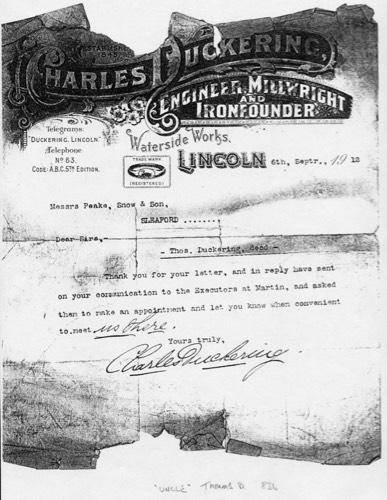 ESTABLISHED
1845
CHARLES DUCKERING,
ENGINEER, MILLWRIGHT
AND
IRONFOUNDER
Telegrams:
"DUCKERING, LINCOLN."
Telephone
No 63.
CODE: A.B.C. 5TH EDITION.
Waterside Works,
TRADE MARK.
(REGISTERED)
LINCOLN 6th, Septr. 1912
Messrs Peake, Snow & Son,
SLEAFORD .......
Dear Sirs,-
- Thos. Duckering, decd -
Thank you for your letter, and in reply have sent
on your communication to the Executors at Martin, and asked
them to make an appointment and let you know when convenient
to meet us there.
Yours truly,
Charles Duckering.
"UNCLE" THOMAS D.